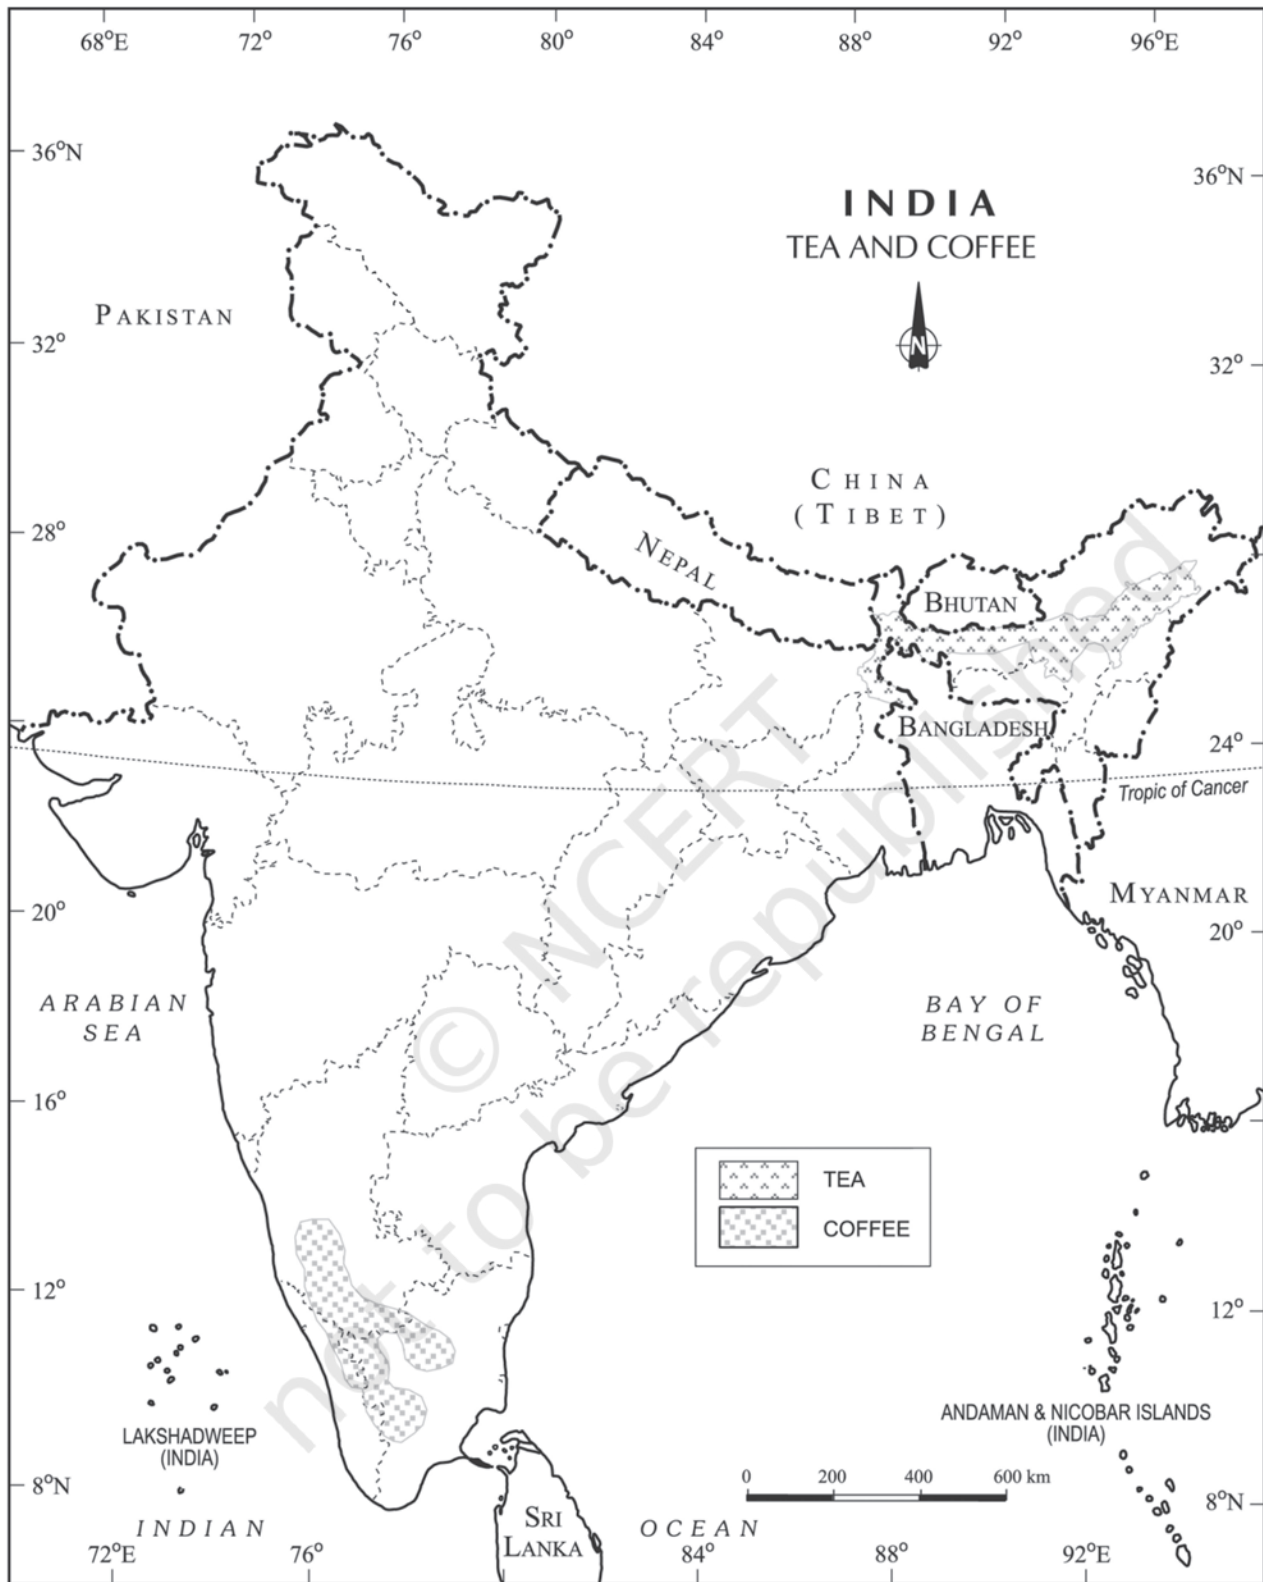 68°E 72° 76° 80° 84° 88° 92° 96°E
36°N
36°N
INDIA
TEA AND COFFEE
N
PAKISTAN
32°
32°
CHINA
(TIBET)
28°
NEPAL
BHUTAN
BANGLADESH
24°
Tropic of Cancer
MYANMAR
20°
20°
ARABIAN
SEA
BAY OF
BENGAL
16°
TEA
COFFEE
12°
12°
LAKSHADWEEP
(INDIA)
ANDAMAN & NICOBAR ISLANDS
(INDIA)
0 200 400 600 km
8°N
8°N
INDIAN
OCEAN
SRI
LANKA
72°E 76° 84° 88° 92°E
© NCERT
not to be republished